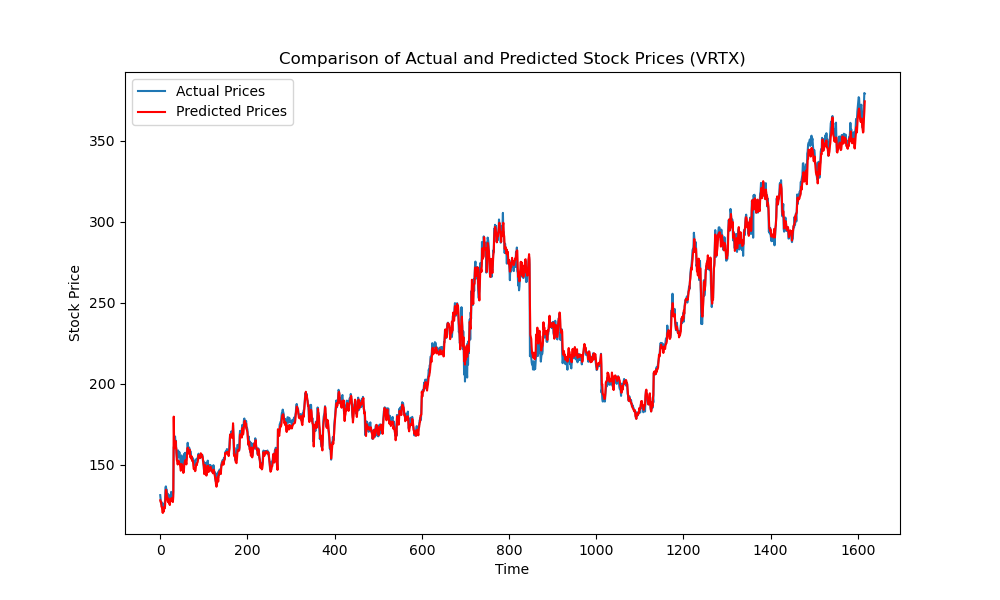 Comparison of Actual and Predicted Stock Prices (VRTX)
Actual Prices
Predicted Prices
350
300
250
200
150
Stock Price
0 200 400 600 800 1000 1200 1400 1600
Time